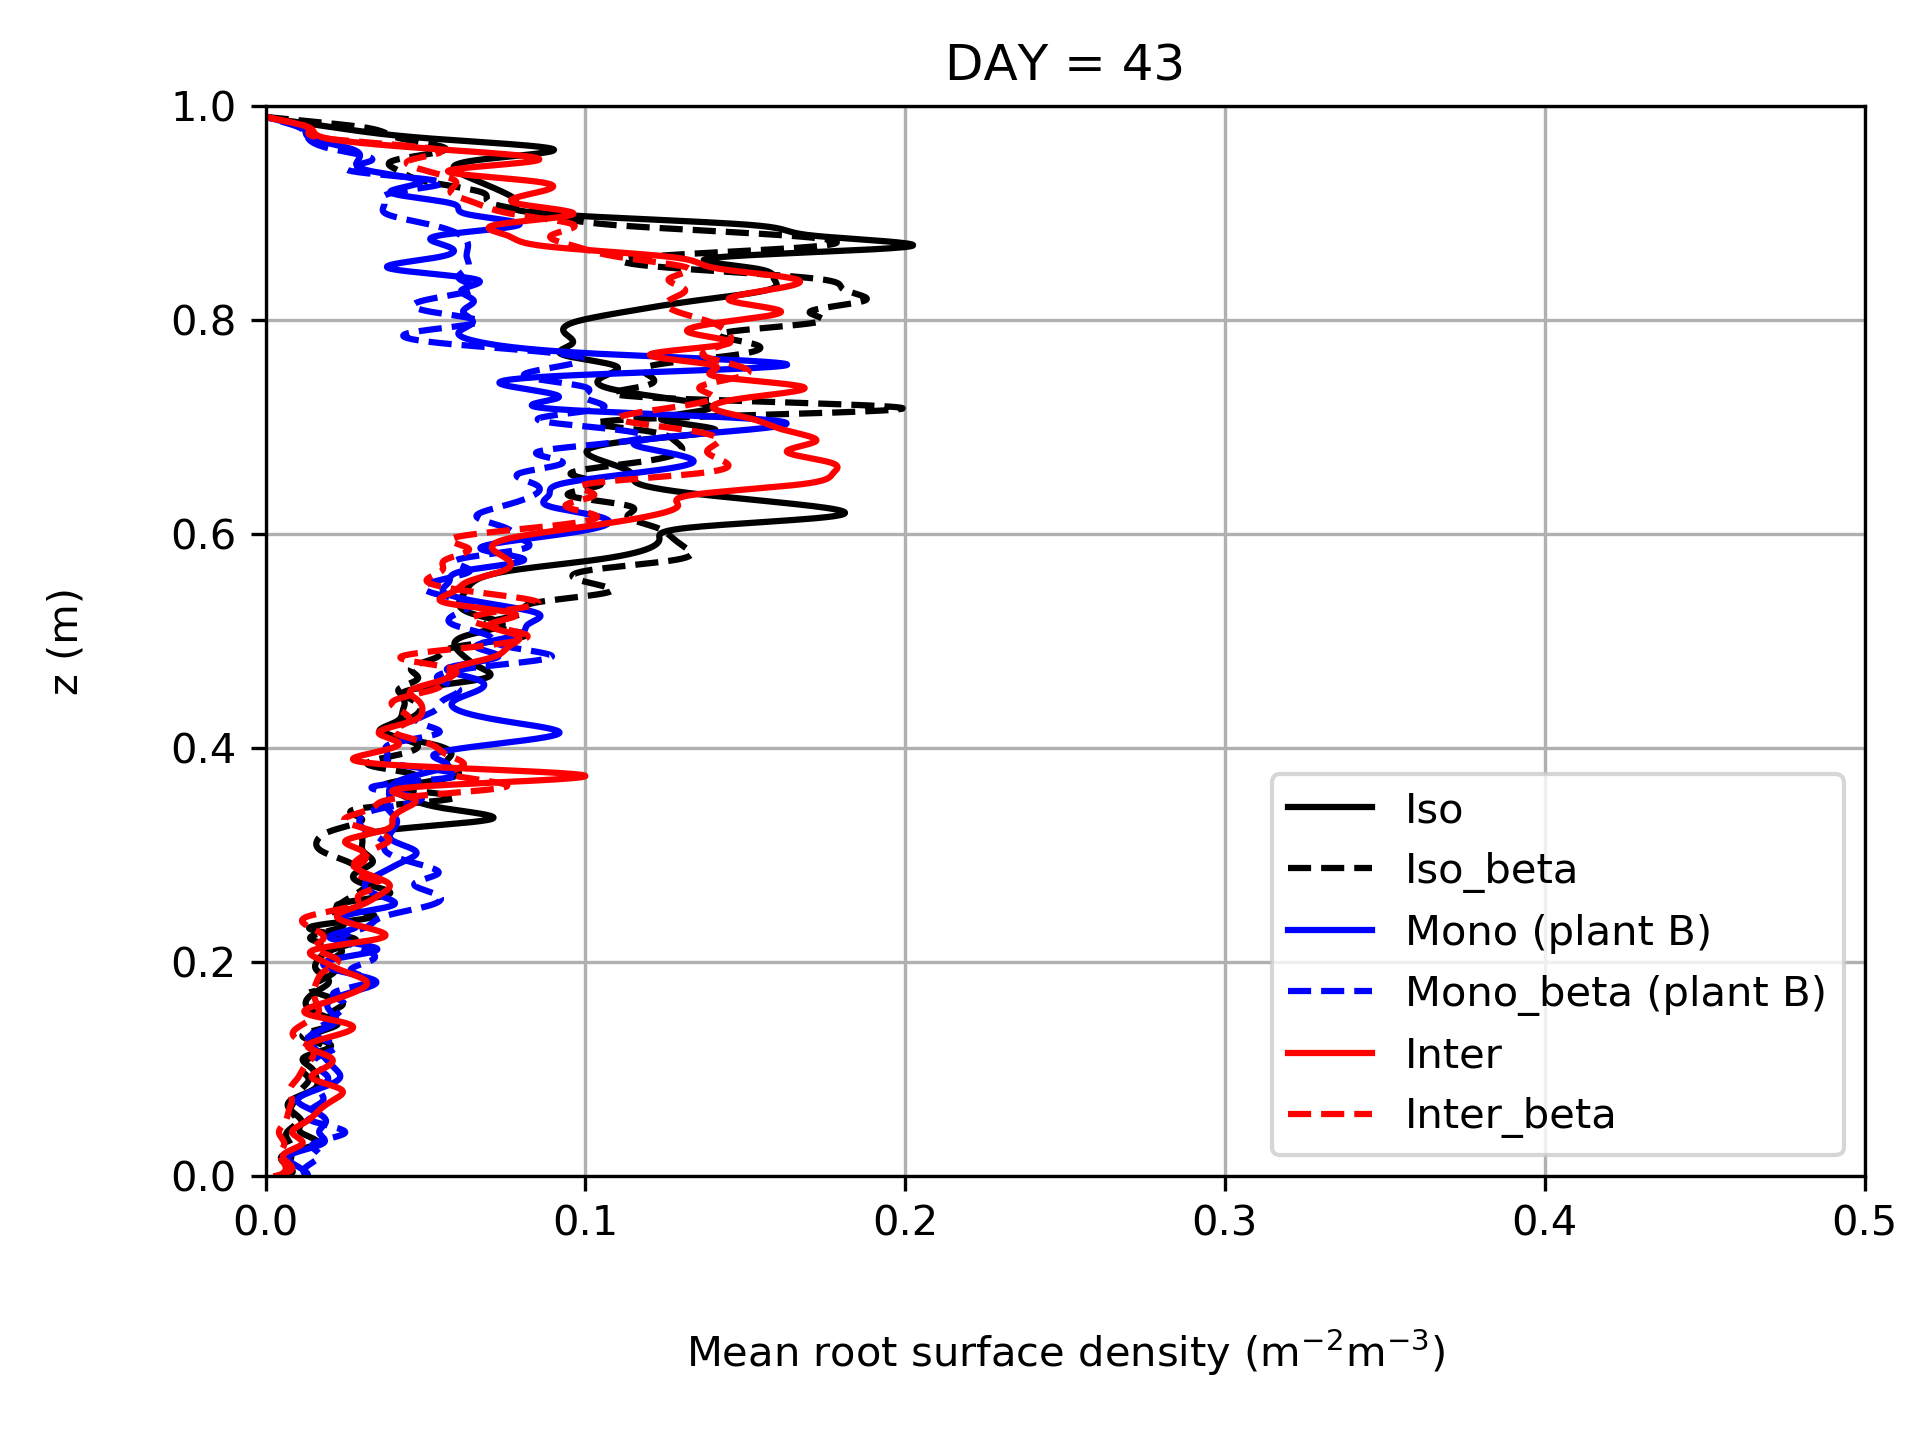 DAY = 43
1.0
0.8
0.6
0.4
0.2
0.0
z (m)
0.0 0.1 0.2 0.3 0.4 0.5
Mean root surface density (m⁻²m⁻³)
Iso
Iso_beta
Mono (plant B)
Mono_beta (plant B)
Inter
Inter_beta